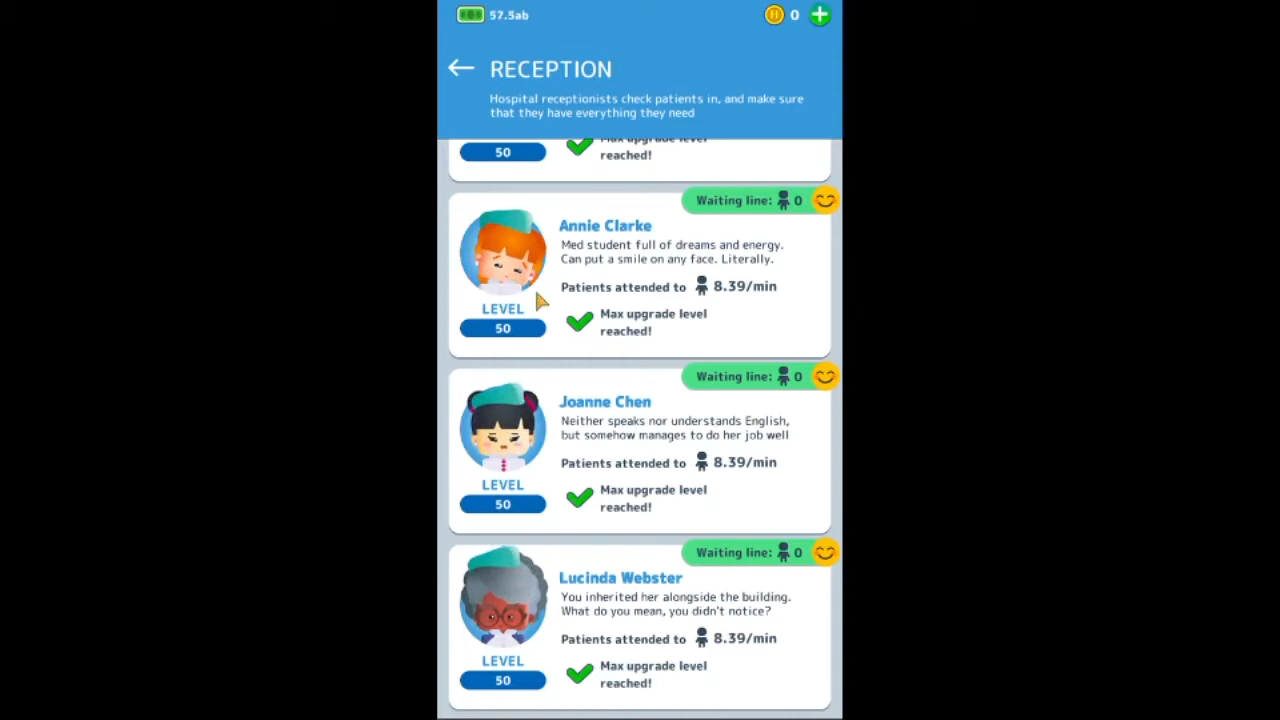 57.5ab
0
RECEPTION
Hospital receptionists check patients in, and make sure
that they have everything they need
50
Max upgrade level
reached!
Waiting line: 0
Annie Clarke
Med student full of dreams and energy.
Can put a smile on any face. Literally.
Patients attended to 8.39/min
LEVEL
50
Max upgrade level
reached!
Waiting line: 0
Joanne Chen
Neither speaks nor understands English,
but somehow manages to do her job well
Patients attended to 8.39/min
LEVEL
50
Max upgrade level
reached!
Waiting line: 0
Lucinda Webster
You inherited her alongside the building.
What do you mean, you didn't notice?
Patients attended to 8.39/min
LEVEL
50
Max upgrade level
reached!